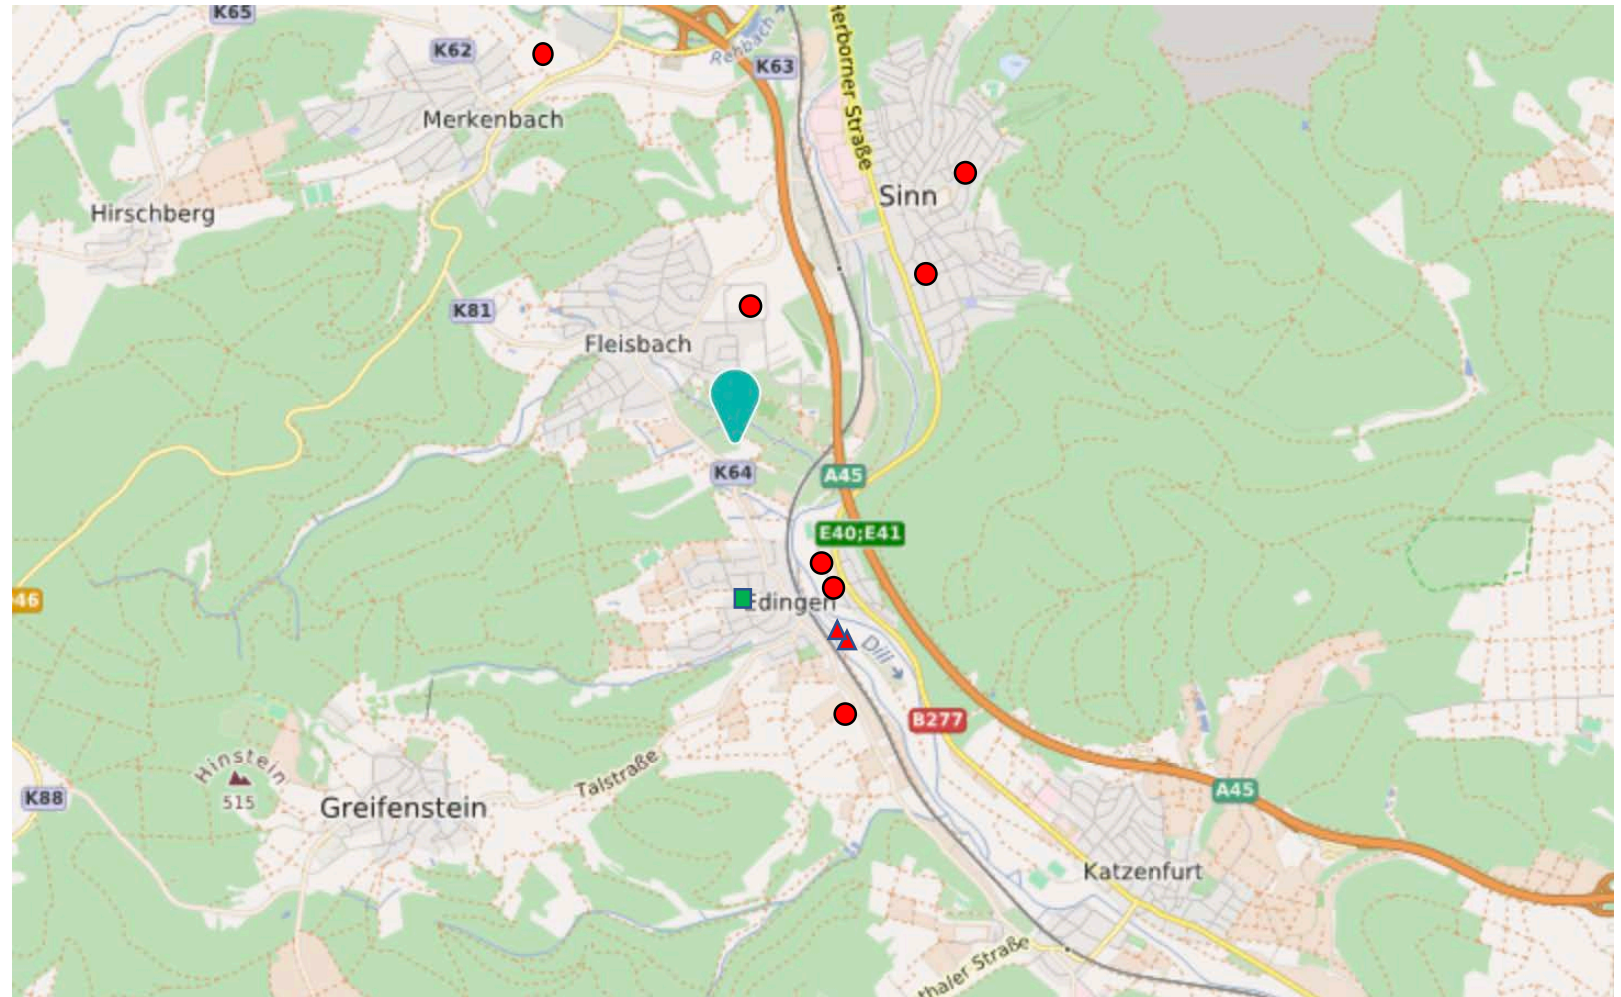 K65
K62
Rehbach
K63
Herborner Straße
Merkenbach
Sinn
Hirschberg
K81
Fleisbach
K64
A45
E40;E41
46
Edingen
Dill
B277
Hinstein
515
Talstraße
K88
A45
Greifenstein
Katzenfurt
thaler Straße